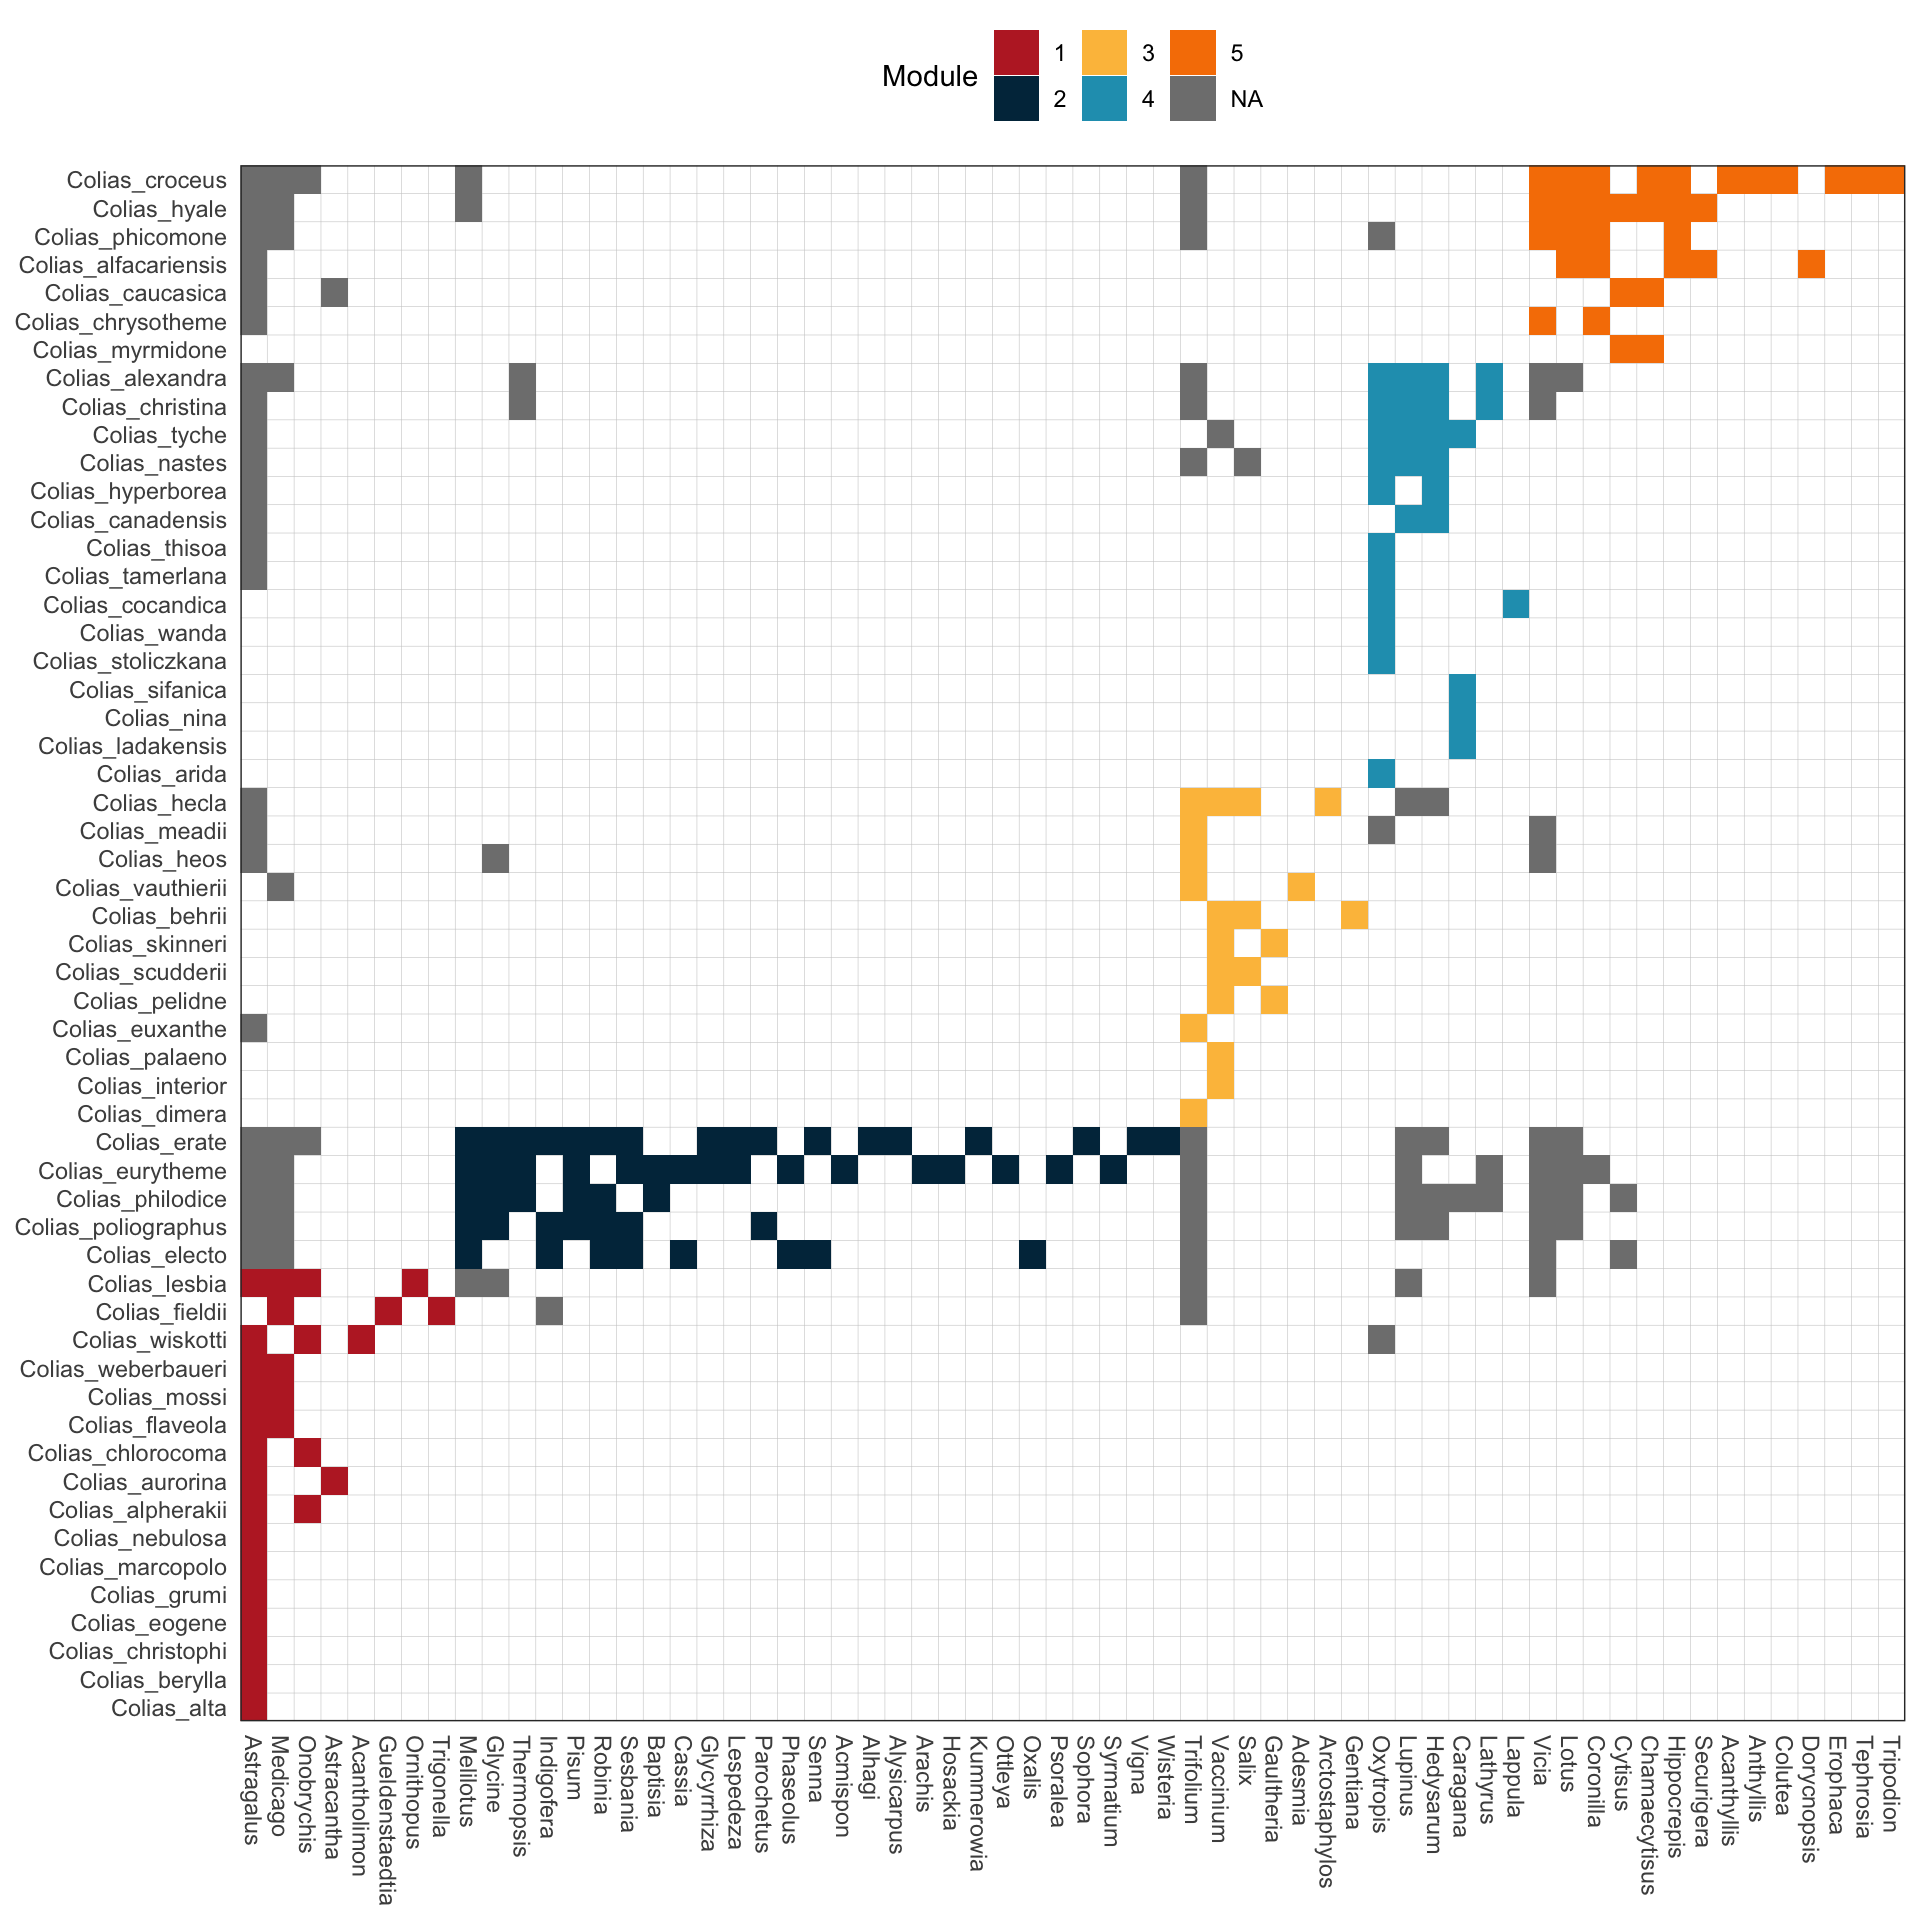 Module
1
3
5
2
4
NA
Colias_croceus
Colias_hyale
Colias_phicomone
Colias_alfacariensis
Colias_caucasica
Colias_chrysotheme
Colias_myrmidone
Colias_alexandra
Colias_christina
Colias_tyche
Colias_nastes
Colias_hyperborea
Colias_canadensis
Colias_thisoa
Colias_tamerlana
Colias_cocandica
Colias_wanda
Colias_stoliczkana
Colias_sifanica
Colias_nina
Colias_ladakensis
Colias_arida
Colias_hecla
Colias_meadii
Colias_heos
Colias_vauthierii
Colias_behrii
Colias_skinneri
Colias_scudderii
Colias_pelidne
Colias_euxanthe
Colias_palaeno
Colias_interior
Colias_dimera
Colias_erate
Colias_eurytheme
Colias_philodice
Colias_poliographus
Colias_electo
Colias_lesbia
Colias_fieldii
Colias_wiskotti
Colias_weberbaueri
Colias_mossi
Colias_flaveola
Colias_chlorocoma
Colias_aurorina
Colias_alpherakii
Colias_nebulosa
Colias_marcopolo
Colias_grumi
Colias_eogene
Colias_christophi
Colias_berylla
Colias_alta
Astragalus
Medicago
Onobrychis
Astracantha
Acantholimon
Gueldenstaedtia
Ornithopus
Trigonella
Melilotus
Glycine
Thermopsis
Indigofera
Pisum
Robinia
Sesbania
Baptisia
Cassia
Glycyrrhiza
Lespedeza
Parochetus
Phaseolus
Senna
Acmispon
Alhagi
Alysicarpus
Arachis
Hosackia
Kummerowia
Ottleya
Oxalis
Psoralea
Sophora
Syrmatium
Vigna
Wisteria
Trifolium
Vaccinium
Salix
Gaultheria
Adesmia
Arctostaphylos
Gentiana
Oxytropis
Lupinus
Hedysarum
Caragana
Lathyrus
Lappula
Vicia
Lotus
Coronilla
Cytisus
Chamaecytisus
Hippocrepis
Securigera
Acanthyllis
Anthyllis
Colutea
Dorycnopsis
Erophaca
Tephrosia
Tripodion